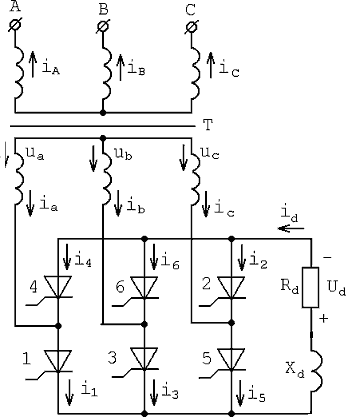 A B C
iA iB iC
T
ua ub uc
ia ib ic
id
i4 i6 i2
4 6 2
Rd Ud
−
+
1 3 5
Xd
i1 i3 i5